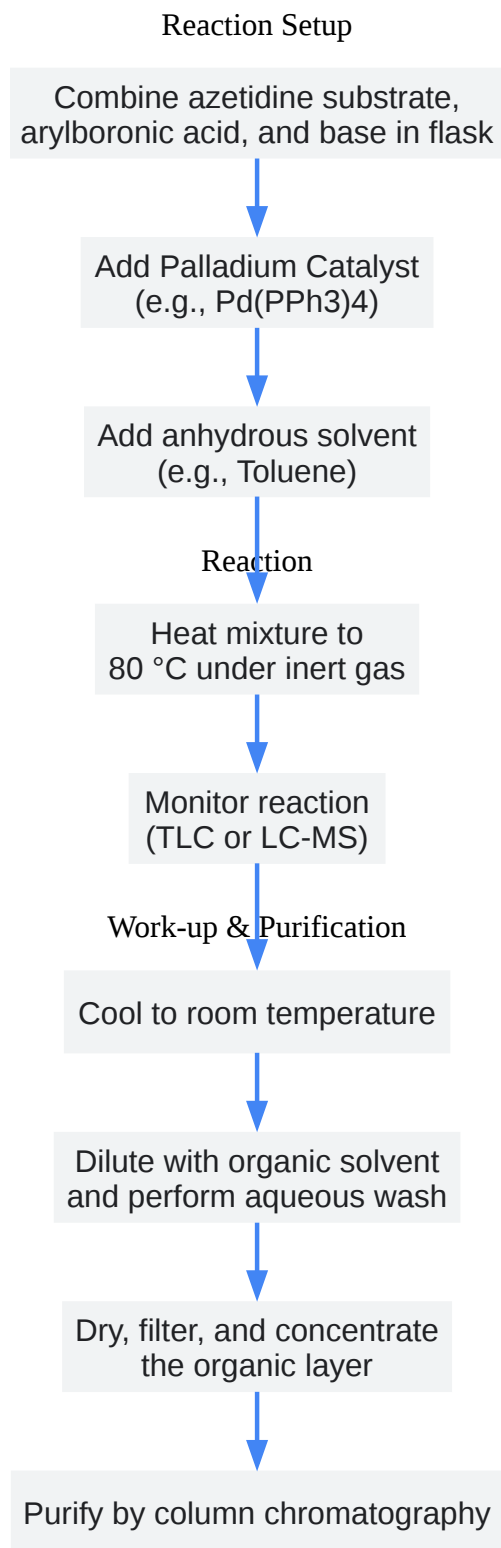 Reaction Setup
Combine azetidine substrate,
arylboronic acid, and base in flask
Add Palladium Catalyst
(e.g., Pd(PPh3)4)
Add anhydrous solvent
(e.g., Toluene)
Reaction
Heat mixture to
80 °C under inert gas
Monitor reaction
(TLC or LC-MS)
Work-up & Purification
Cool to room temperature
Dilute with organic solvent
and perform aqueous wash
Dry, filter, and concentrate
the organic layer
Purify by column chromatography